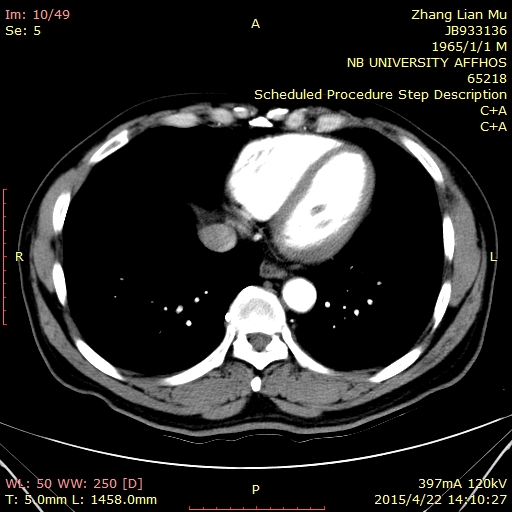 Im: 10/49
Se: 5
A
Zhang Lian Mu
JB933136
1965/1/1 M
NB UNIVERSITY AFFHOS
65218
Scheduled Procedure Step Description
C+A
C+A
R
L
WL: 50 WW: 250 [D]
T: 5.0mm L: 1458.0mm
P
397mA 120kV
2015/4/22 14:10:27